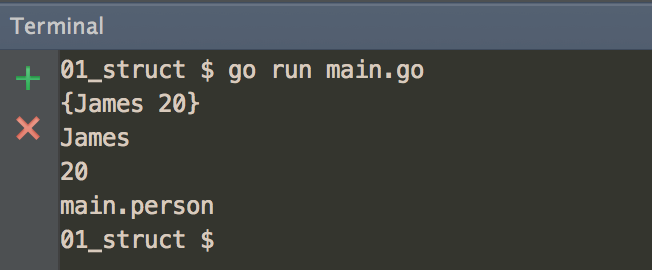 Terminal
01_struct $ go run main.go
{James 20}
James
20
main.person
01_struct $